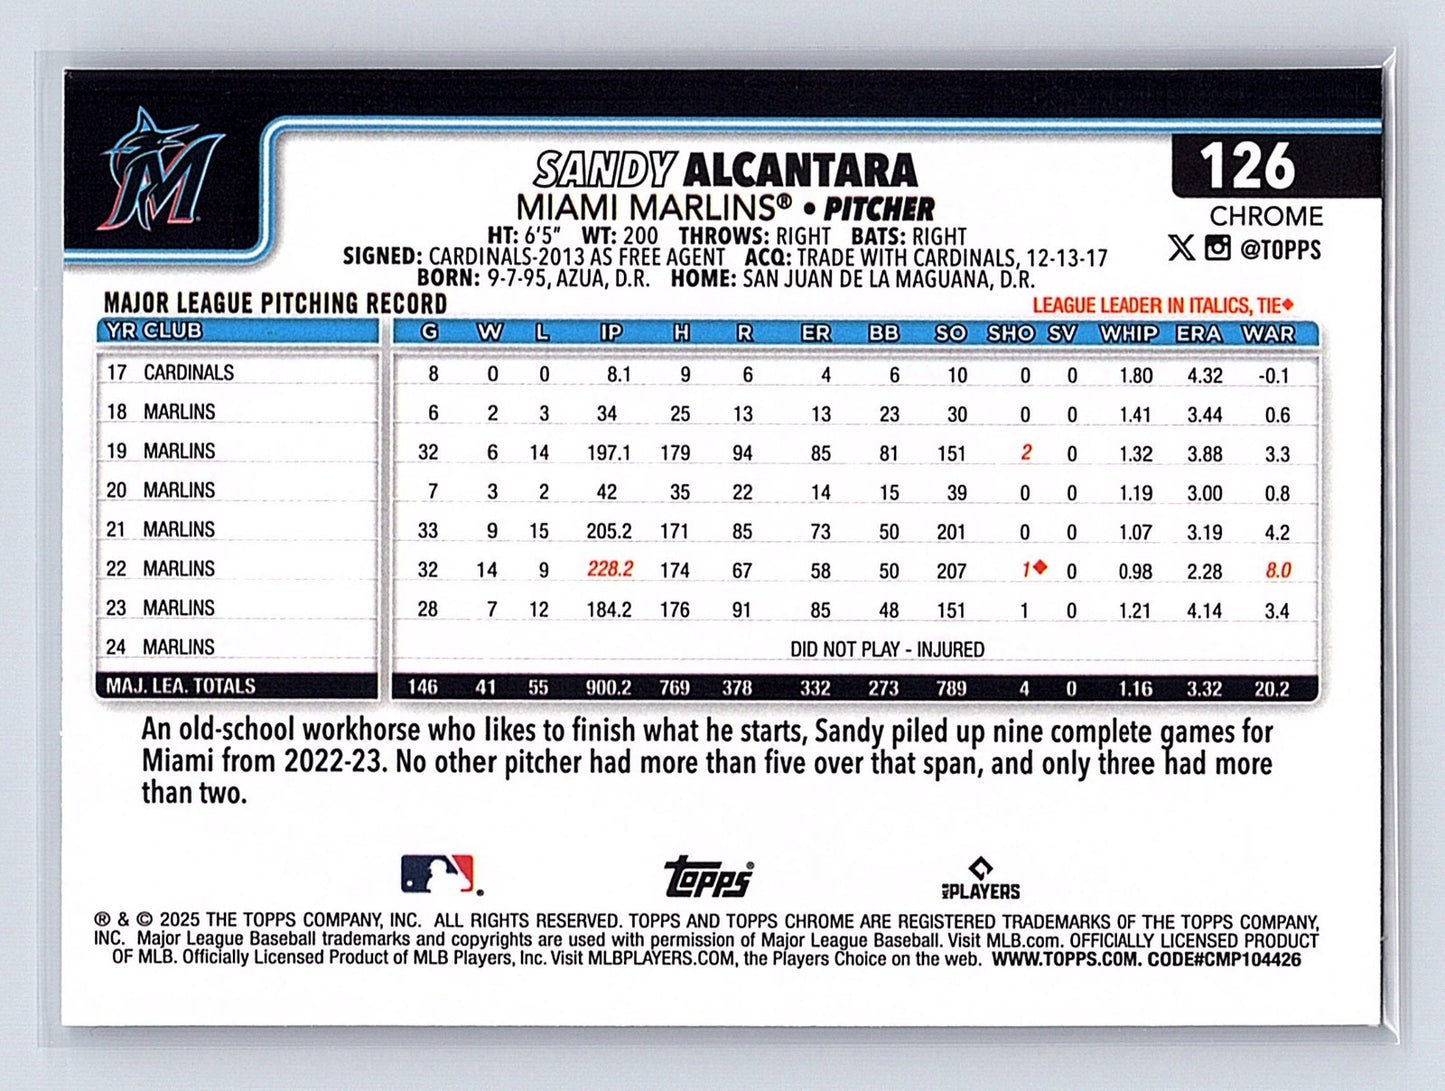 126
SANDY ALCANTARA
MIAMI MARLINS® • PITCHER
CHROME
HT: 6'5" WT: 200 THROWS: RIGHT BATS: RIGHT
X @TOPPS
SIGNED: CARDINALS-2013 AS FREE AGENT ACQ: TRADE WITH CARDINALS, 12-13-17
BORN: 9-7-95, AZUA, D.R. HOME: SAN JUAN DE LA MAGUANA, D.R.
MAJOR LEAGUE PITCHING RECORD LEAGUE LEADER IN ITALICS, TIE◆
YR CLUB G W L IP H R ER BB SO SHO SV WHIP ERA WAR
17 CARDINALS 8 0 0 8.1 9 6 4 6 10 0 0 1.80 4.32 -0.1
18 MARLINS 6 2 3 34 25 13 13 23 30 0 0 1.41 3.44 0.6
19 MARLINS 32 6 14 197.1 179 94 85 81 151 2 0 1.32 3.88 3.3
20 MARLINS 7 3 2 42 35 22 14 15 39 0 0 1.19 3.00 0.8
21 MARLINS 33 9 15 205.2 171 85 73 50 201 0 0 1.07 3.19 4.2
22 MARLINS 32 14 9 228.2 174 67 58 50 207 1◆ 0 0.98 2.28 8.0
23 MARLINS 28 7 12 184.2 176 91 85 48 151 1 0 1.21 4.14 3.4
24 MARLINS DID NOT PLAY - INJURED
MAJ. LEA. TOTALS 146 41 55 900.2 769 378 332 273 789 4 0 1.16 3.32 20.2
An old-school workhorse who likes to finish what he starts, Sandy piled up nine complete games for
Miami from 2022-23. No other pitcher had more than five over that span, and only three had more
than two.
Topps® MLBPLAYERS
® & © 2025 THE TOPPS COMPANY, INC. ALL RIGHTS RESERVED. TOPPS AND TOPPS CHROME ARE REGISTERED TRADEMARKS OF THE TOPPS COMPANY,
INC. Major League Baseball trademarks and copyrights are used with permission of Major League Baseball. Visit MLB.com. OFFICIALLY LICENSED PRODUCT
OF MLB. Officially Licensed Product of MLB Players, Inc. Visit MLBPLAYERS.COM, the Players Choice on the web. WWW.TOPPS.COM. CODE#CMP104426